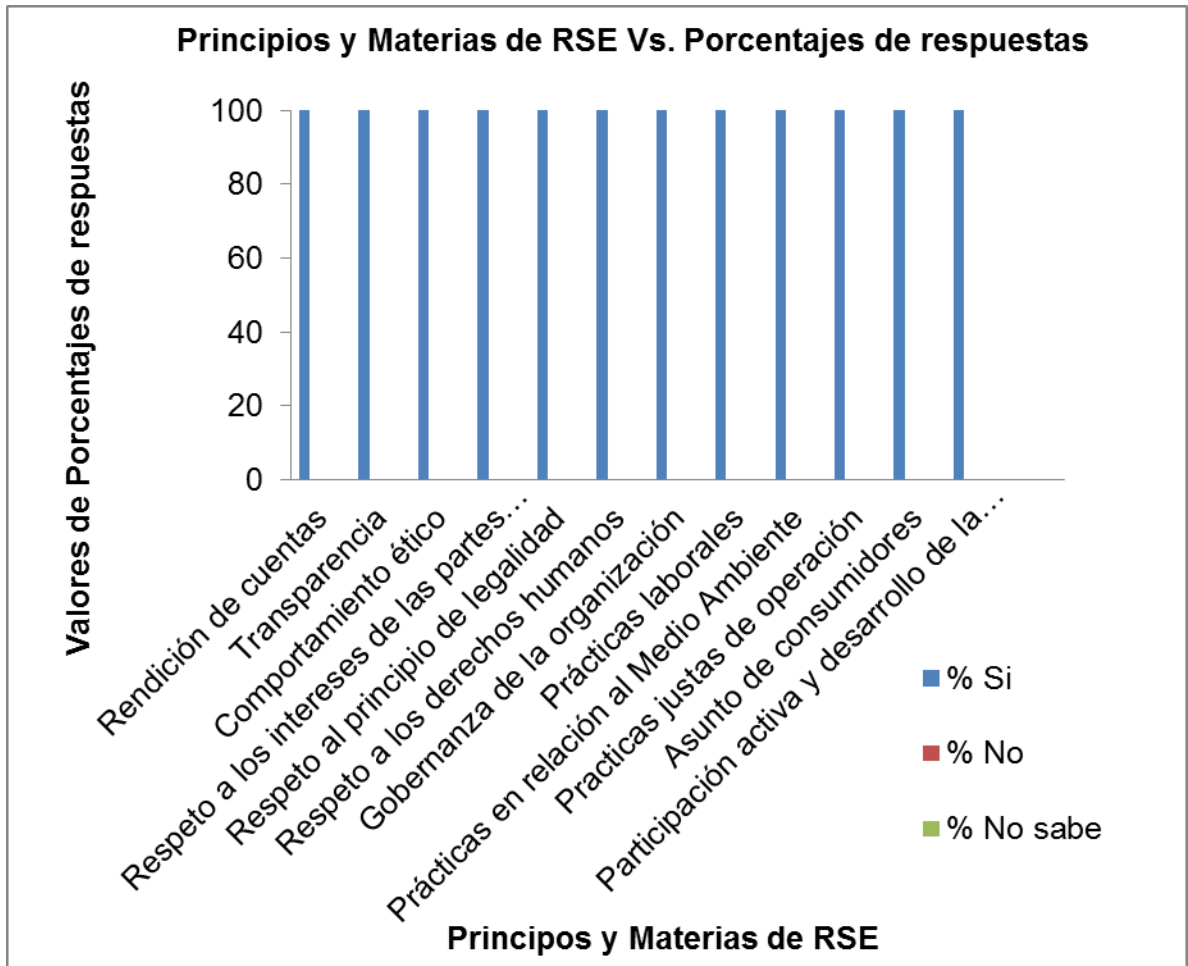 Principios y Materias de RSE Vs. Porcentajes de respuestas
Valores de Porcentajes de respuestas
100
80
60
40
20
0
Rendición de cuentas
Transparencia
Comportamiento ético
Respeto a los intereses de las partes…
Respeto al principio de legalidad
Respeto a los derechos humanos
Gobernanza de la organización
Prácticas laborales
Prácticas en relación al Medio Ambiente
Practicas justas de operación
Asunto de consumidores
Participación activa y desarrollo de la…
% Si
% No
% No sabe
Principos y Materias de RSE